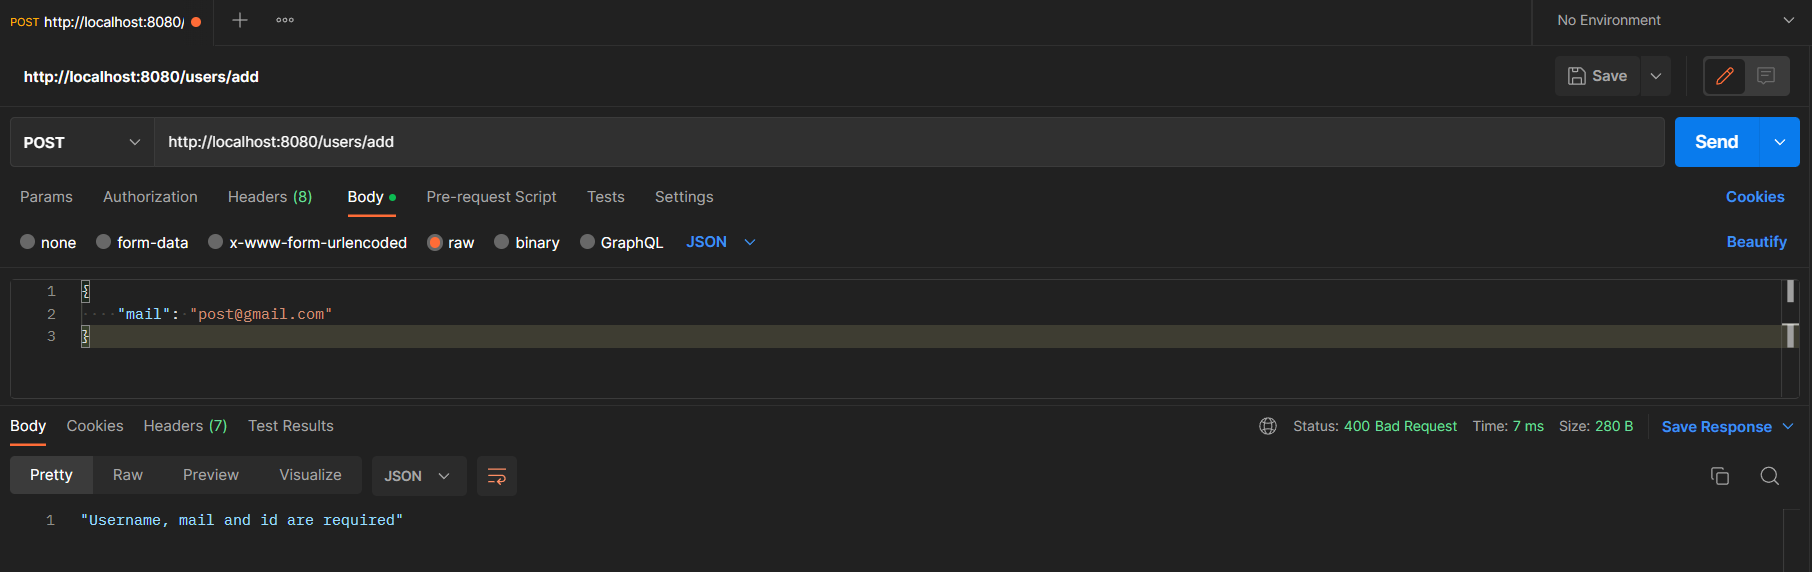 POST http://localhost:8080/
No Environment
http://localhost:8080/users/add
Save
POST http://localhost:8080/users/add Send
Params Authorization Headers (8) Body Pre-request Script Tests Settings Cookies
none form-data x-www-form-urlencoded raw binary GraphQL JSON Beautify
1 {
2 "mail": "post@gmail.com"
3 }
Body Cookies Headers (7) Test Results Status: 400 Bad Request Time: 7 ms Size: 280 B Save Response
Pretty Raw Preview Visualize JSON
1 "Username, mail and id are required"